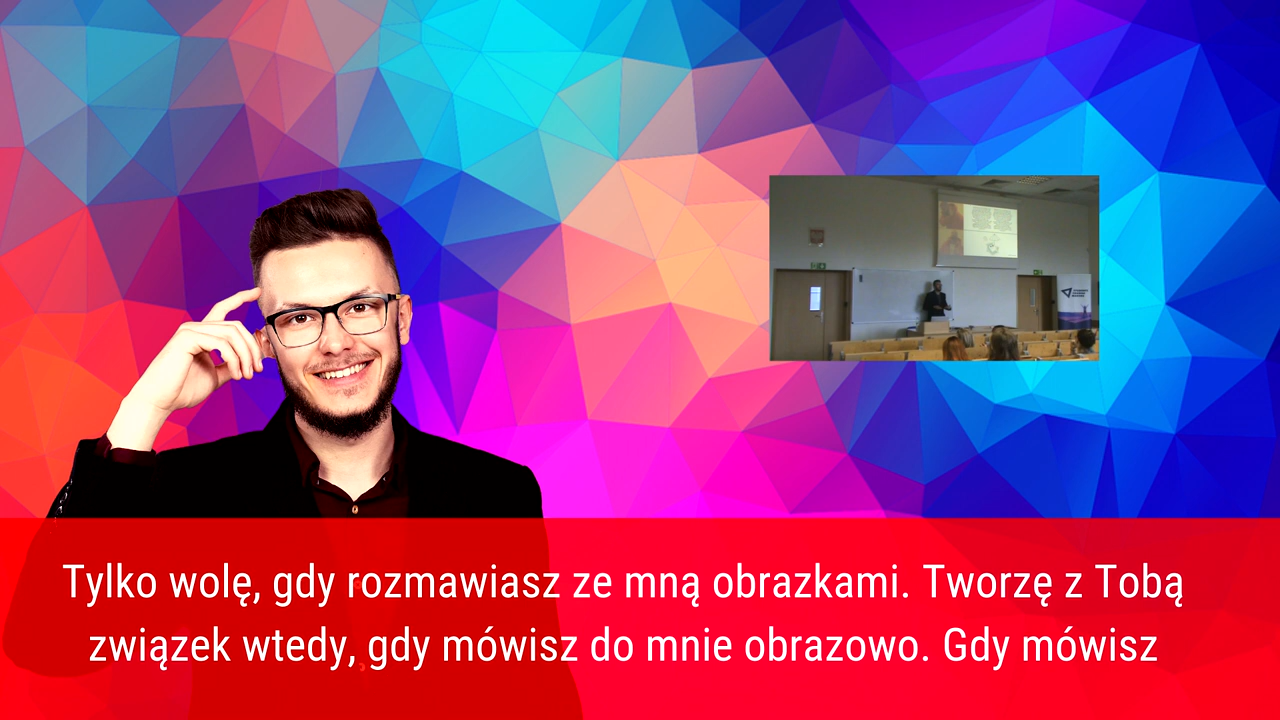 Tylko wolę, gdy rozmawiasz ze mną obrazkami. Tworzę z Tobą
związek wtedy, gdy mówisz do mnie obrazowo. Gdy mówisz